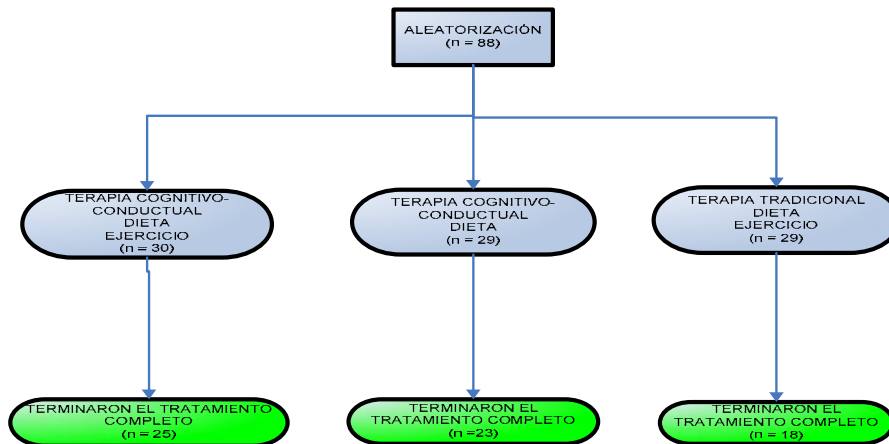 ALEATORIZACIÓN
(n = 88)
TERAPIA COGNITIVO-
CONDUCTUAL
DIETA
EJERCICIO
(n = 30)
TERAPIA COGNITIVO-
CONDUCTUAL
DIETA
(n = 29)
TERAPIA TRADICIONAL
DIETA
EJERCICIO
(n = 29)
TERMINARON EL TRATAMIENTO
COMPLETO
(n = 25)
TERMINARON EL
TRATAMIENTO COMPLETO
(n =23)
TERMINARON EL
TRATAMIENTO COMPLETO
(n = 18)